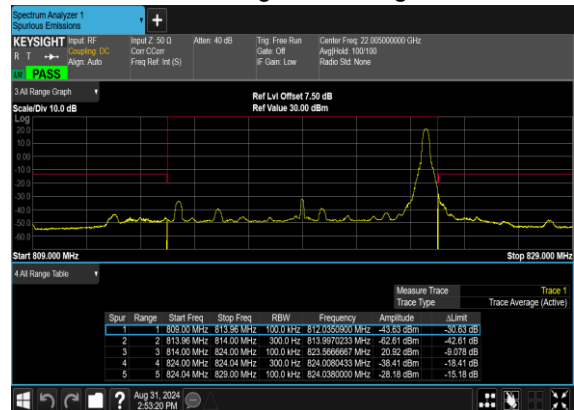 Spectrum Analyzer 1
Spurious Emissions
KEYSIGHT Input: RF Input Z: 50 Ω Atten: 40 dB Trig: Free Run Center Freq: 22.005000000 GHz
R T Coupling: DC Corr CCorr Gate: Off Avg|Hold: 100/100
Align: Auto Freq Ref: Int (S) IF Gain: Low Radio Std: None
PASS
3 All Range Graph
Ref Lvl Offset 7.50 dB
Scale/Div 10.0 dB Ref Value 30.00 dBm
Log
20.0
10.0
0.00
-10.0
-20.0
-30.0
-40.0
-50.0
-60.0
Start 809.000 MHz Stop 829.000 MHz
4 All Range Table
Measure Trace Trace 1
Trace Type Trace Average (Active)
Spur Range Start Freq Stop Freq RBW Frequency Amplitude ΔLimit
1 1 809.00 MHz 813.96 MHz 100.0 kHz 812.0350900 MHz -43.63 dBm -30.63 dB
2 2 813.96 MHz 814.00 MHz 300.0 Hz 813.9970233 MHz -62.61 dBm -42.61 dB
3 3 814.00 MHz 824.00 MHz 100.0 kHz 823.5666667 MHz 20.92 dBm -9.078 dB
4 4 824.00 MHz 824.04 MHz 300.0 Hz 824.0080433 MHz -38.41 dBm -18.41 dB
5 5 824.04 MHz 829.00 MHz 100.0 kHz 824.0380000 MHz -28.18 dBm -15.18 dB
Aug 31, 2024
2:53:20 PM